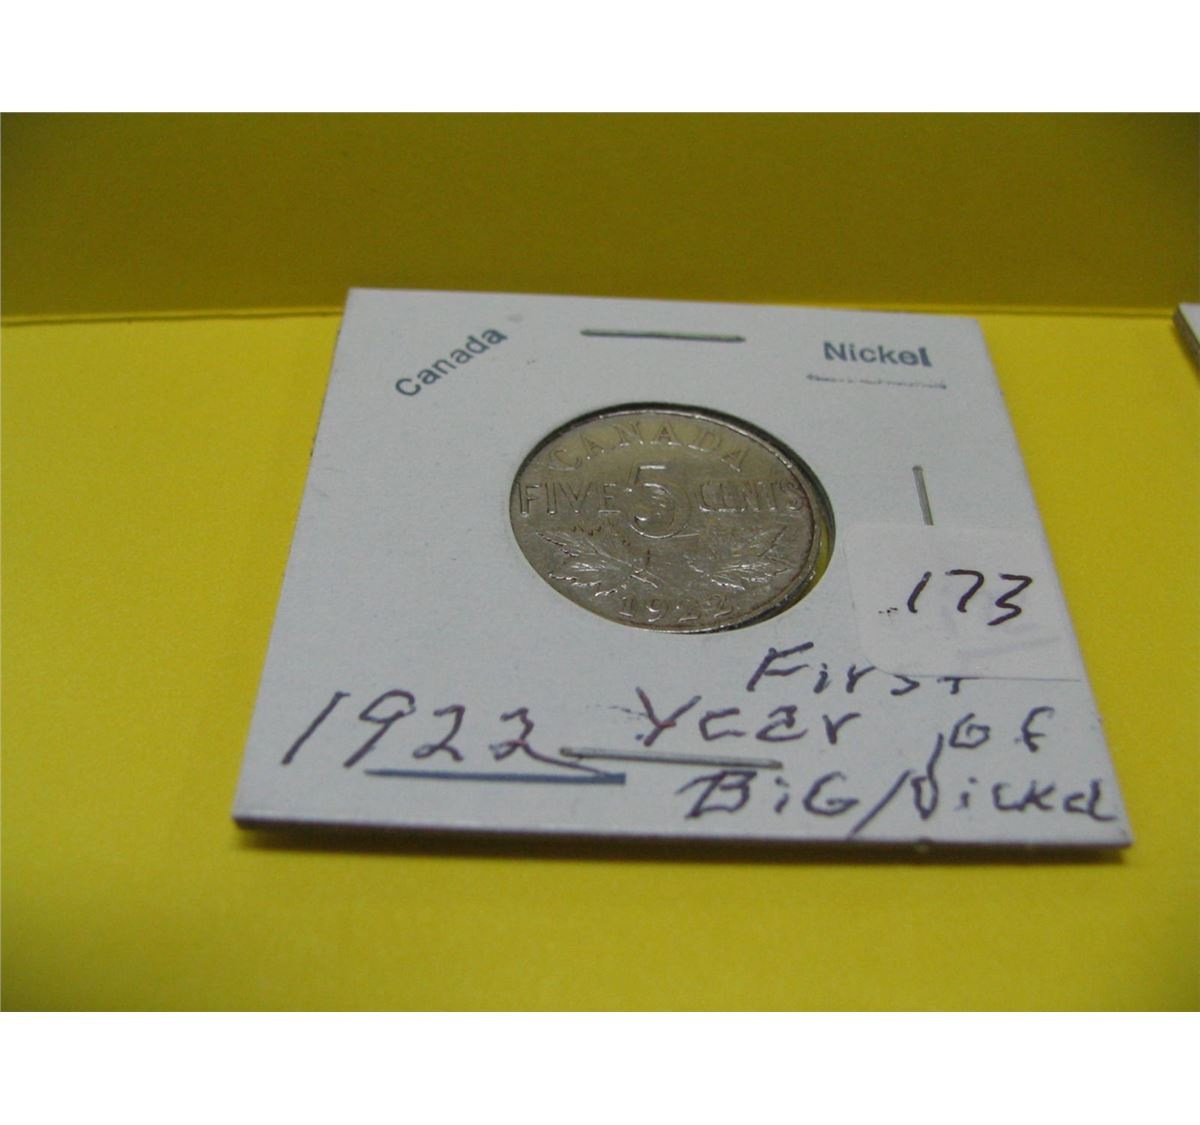 Canada
Nickel
CANADA
FIVE 5 CENTS
1922
173
First
1922 Year of
BiG Nickel